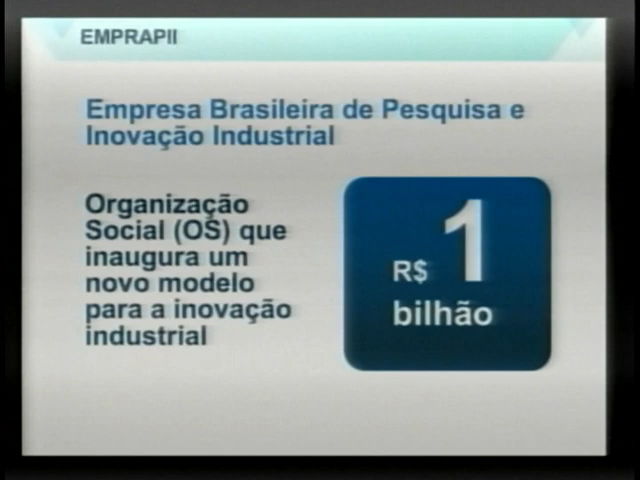 EMPRAPII
Empresa Brasileira de Pesquisa e
Inovação Industrial
Organização
Social (OS) que
inaugura um
novo modelo
para a inovação
industrial
R$ 1
bilhão